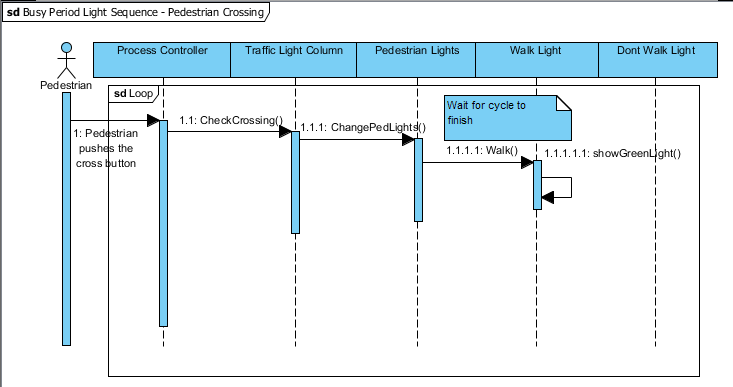 sd Busy Period Light Sequence - Pedestrian Crossing
Process Controller
Traffic Light Column
Pedestrian Lights
Walk Light
Dont Walk Light
Pedestrian
sd Loop
Wait for cycle to
finish
1: Pedestrian
pushes the
cross button
1.1: CheckCrossing()
1.1.1: ChangePedLights()
1.1.1.1: Walk()
1.1.1.1.1: showGreenLight()